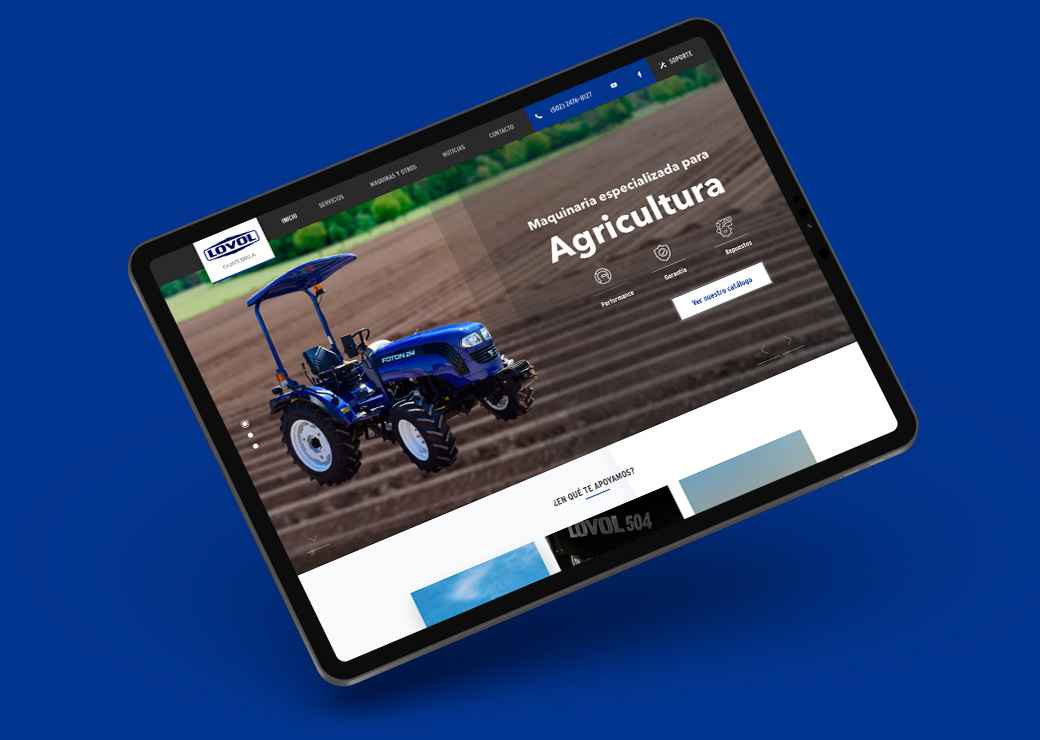 LOVOL
GUATEMALA
INICIO
SERVICIOS
MAQUINAS Y OTROS
NOTICIAS
CONTACTO
(502) 2476-8127
SOPORTE
Maquinaria especializada para
Agricultura
Performance
Garantía
Repuestos
Ver nuestro catálogo
FOTON 254
¿EN QUÉ TE APOYAMOS?
LOVOL 504